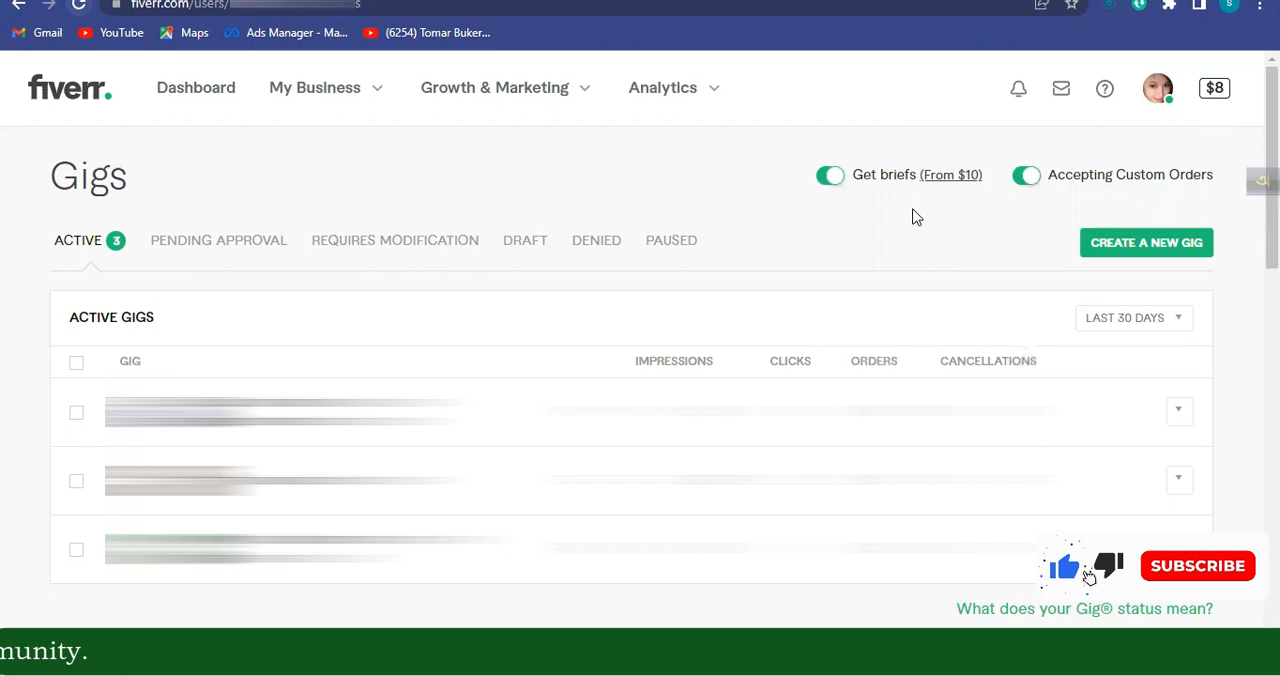 fiverr.com/users/
Gmail YouTube Maps Ads Manager - Ma... (6254) Tomar Buker...
fiverr. Dashboard My Business Growth & Marketing Analytics $8
Gigs
Get briefs (From $10) Accepting Custom Orders
ACTIVE 3 PENDING APPROVAL REQUIRES MODIFICATION DRAFT DENIED PAUSED
CREATE A NEW GIG
ACTIVE GIGS LAST 30 DAYS
GIG IMPRESSIONS CLICKS ORDERS CANCELLATIONS
SUBSCRIBE
What does your Gig® status mean?
munity.